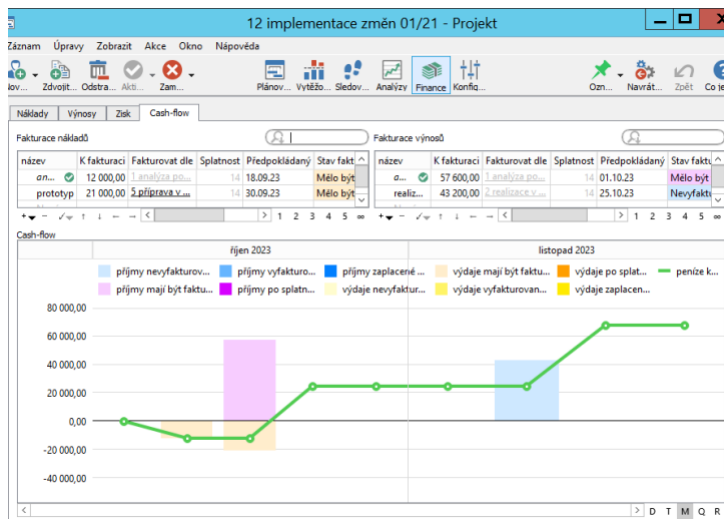 12 implementace změn 01/21 - Projekt
Záznam Úpravy Zobrazit Akce Okno Nápověda
Zdvojit... Odstra... Akti... Zam... Plánov... Vytěžo... Sledov... Analýzy Finance Konfig... Ozn... Navrát... Zpět Co je
Náklady Výnosy Zisk Cash-flow
Fakturace nákladů Fakturace výnosů
název K fakturaci Fakturovat dle Splatnost Předpokládaný Stav fakt název K fakturaci Fakturovat dle Splatnost Předpokládaný Stav faktu
an... 12 000,00 1 analýza po... 14 18.09.23 Mělo být a... 57 600,00 1 analýza po... 14 01.10.23 Mělo být
prototyp 21 000,00 5 příprava v ... 14 30.09.23 Mělo být realiz... 43 200,00 2 realizace v ... 14 25.10.23 Nevyfaktu
1 2 3 4 5 ∞ 1 2 3 4 5 ∞
Cash-flow
říjen 2023 listopad 2023
příjmy nevyfakturov... příjmy vyfakturo... příjmy zaplacené ... výdaje mají být faktu... výdaje po splat... peníze k...
příjmy mají být faktu... příjmy po splatn... výdaje nevyfaktur... výdaje vyfakturovan... výdaje zaplacen...
80 000,00
60 000,00
40 000,00
20 000,00
0,00
-20 000,00
-40 000,00
D T M Q R